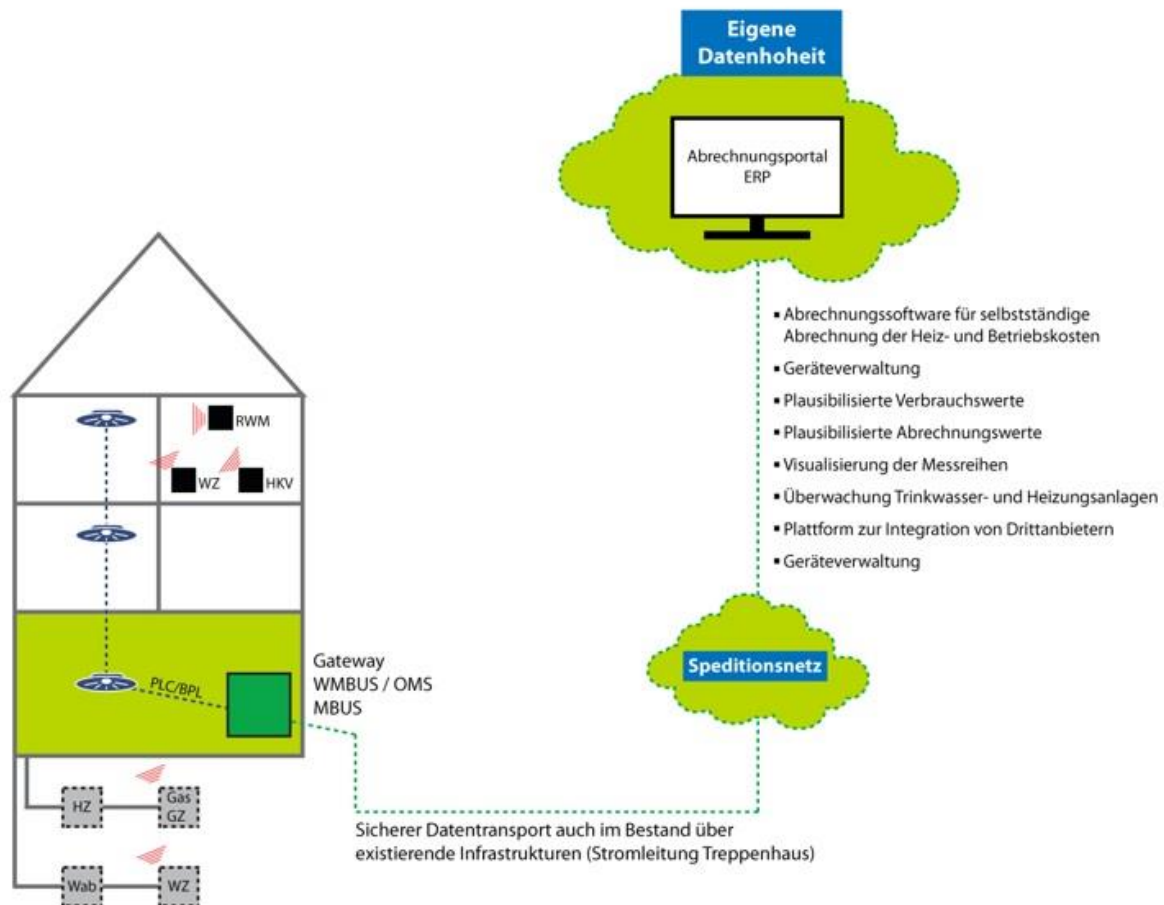 Eigene
Datenhoheit
Abrechnungsportal
ERP
▪ Abrechnungssoftware für selbstständige
Abrechnung der Heiz- und Betriebskosten
▪ Geräteverwaltung
▪ Plausibilisierte Verbrauchswerte
▪ Plausibilisierte Abrechnungswerte
▪ Visualisierung der Messreihen
▪ Überwachung Trinkwasser- und Heizungsanlagen
▪ Plattform zur Integration von Drittanbietern
▪ Geräteverwaltung
Speditionsnetz
RWM
WZ
HKV
PLC/BPL
Gateway
WMBUS / OMS
MBUS
HZ
Gas
GZ
Wab
WZ
Sicherer Datentransport auch im Bestand über
existierende Infrastrukturen (Stromleitung Treppenhaus)